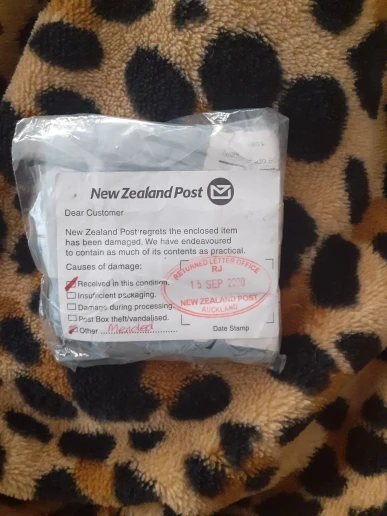 New Zealand Post
Dear Customer
New Zealand Post regrets the enclosed item
has been damaged. We have endeavoured
to contain as much of its contents as practical.
Causes of damage:
Received in this condition.
Insufficient packaging.
Damages during processing.
Post Box theft/vandalised.
Other Mended
Date Stamp
RETURNED LETTER OFFICE
RJ
15 SEP
NEW ZEALAND POST
AUCKLAND